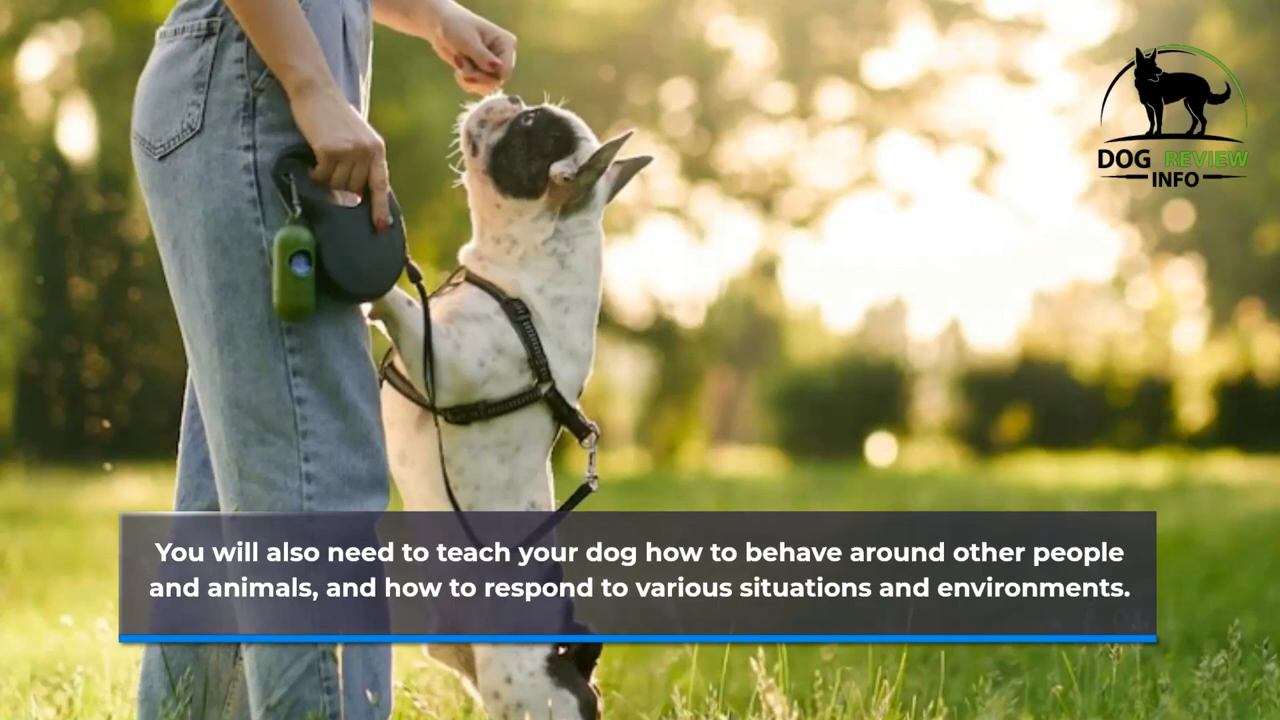 DOG REVIEW
INFO
You will also need to teach your dog how to behave around other people
and animals, and how to respond to various situations and environments.